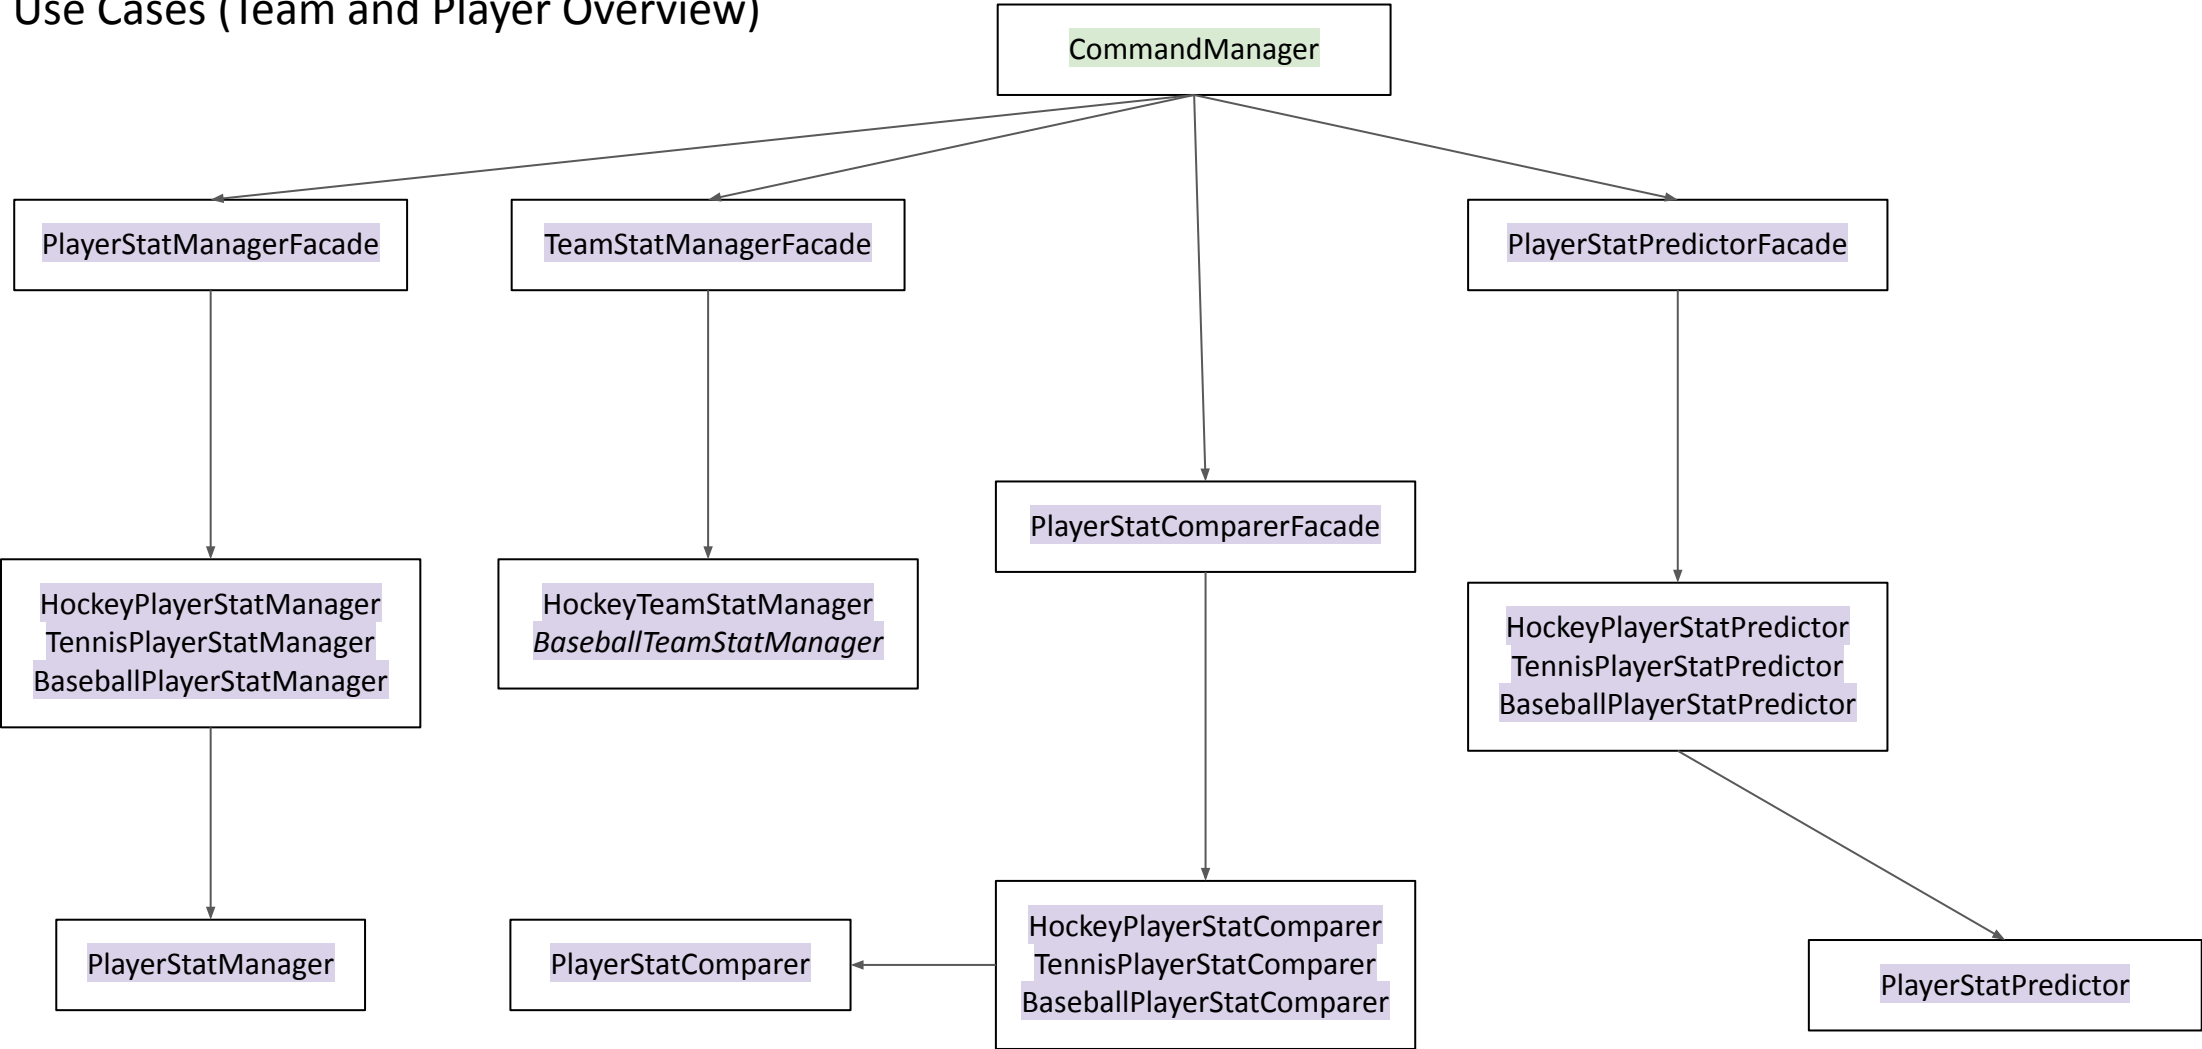 Use Cases (Team and Player Overview)
CommandManager
PlayerStatManagerFacade
TeamStatManagerFacade
PlayerStatPredictorFacade
PlayerStatComparerFacade
HockeyPlayerStatManager
TennisPlayerStatManager
BaseballPlayerStatManager
HockeyTeamStatManager
BaseballTeamStatManager
HockeyPlayerStatPredictor
TennisPlayerStatPredictor
BaseballPlayerStatPredictor
PlayerStatManager
PlayerStatComparer
HockeyPlayerStatComparer
TennisPlayerStatComparer
BaseballPlayerStatComparer
PlayerStatPredictor